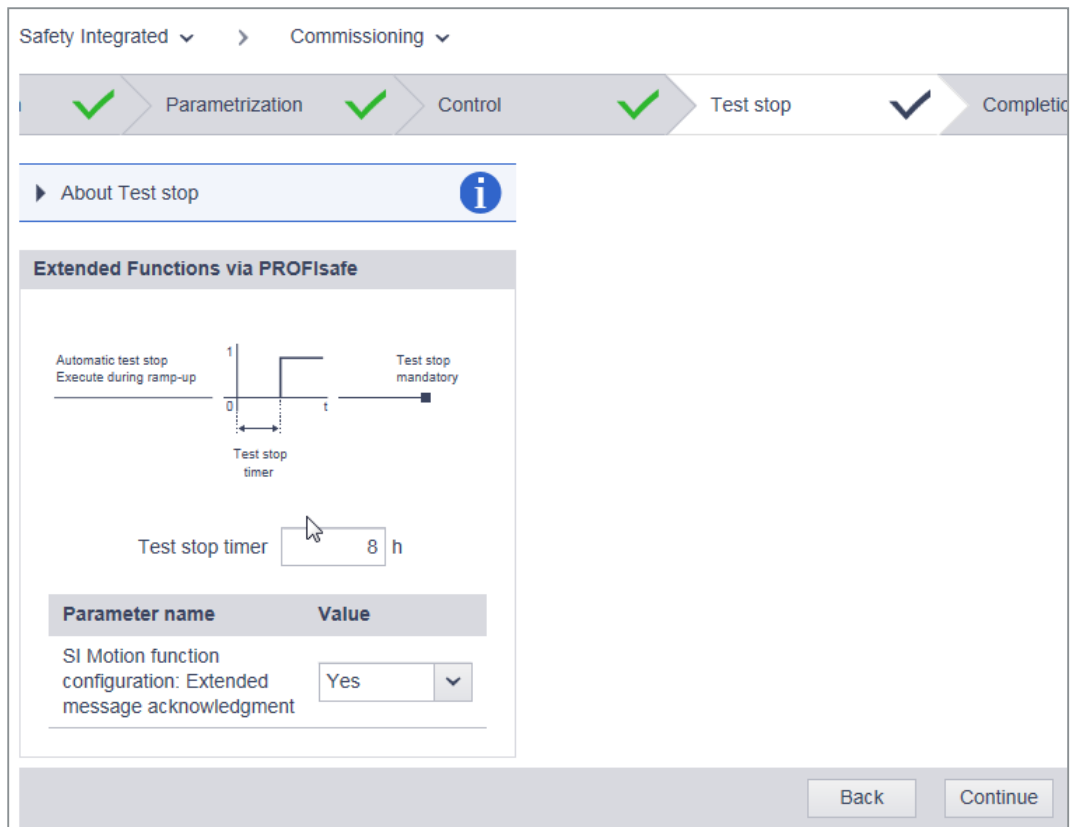 Safety Integrated > Commissioning
Parametrization Control Test stop
About Test stop
Extended Functions via PROFIsafe
Automatic test stop
Execute during ramp-up
1
0
t
Test stop
mandatory
Test stop
timer
Test stop timer 8 h
Parameter name Value
SI Motion function
configuration: Extended
message acknowledgment
Yes
Back Continue